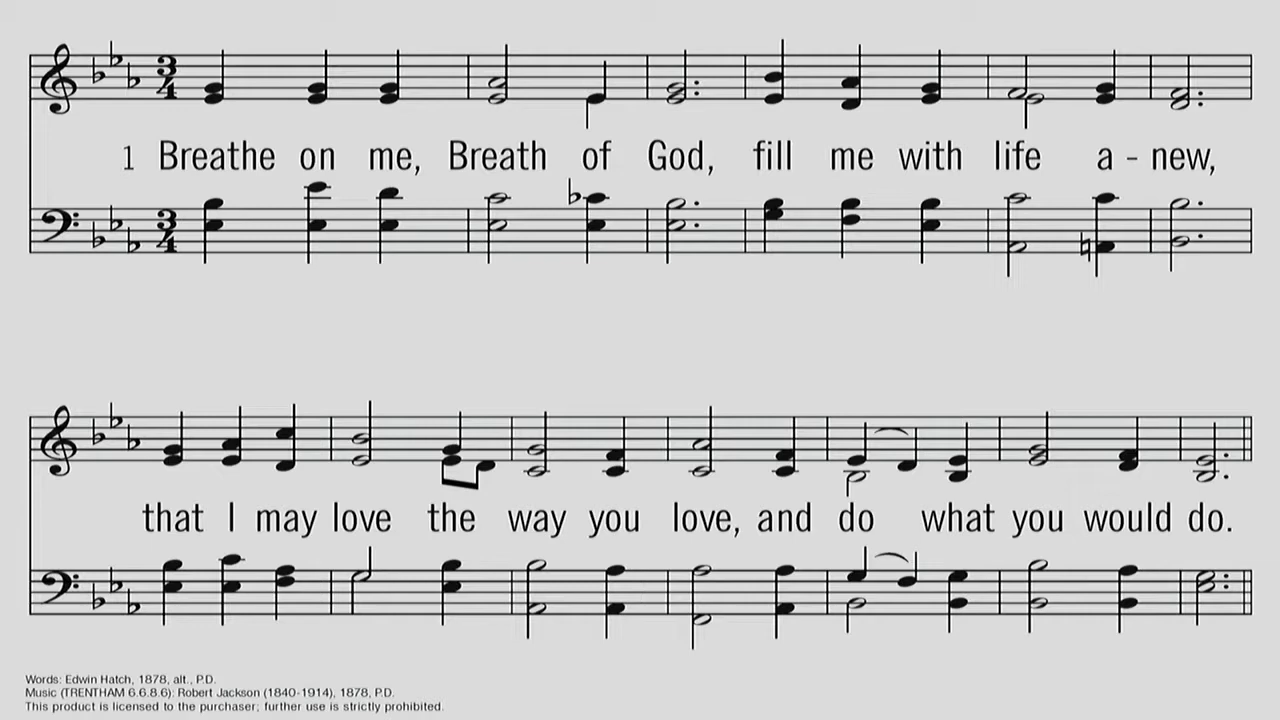 1 Breathe on me, Breath of God, fill me with life a - new,
that I may love the way you love, and do what you would do.
Words: Edwin Hatch, 1878, alt., P.D.
Music (TRENTHAM 6.6.8 6): Robert Jackson (1840-1914), 1878, P.D.
This product is licensed to the purchaser; further use is strictly prohibited.